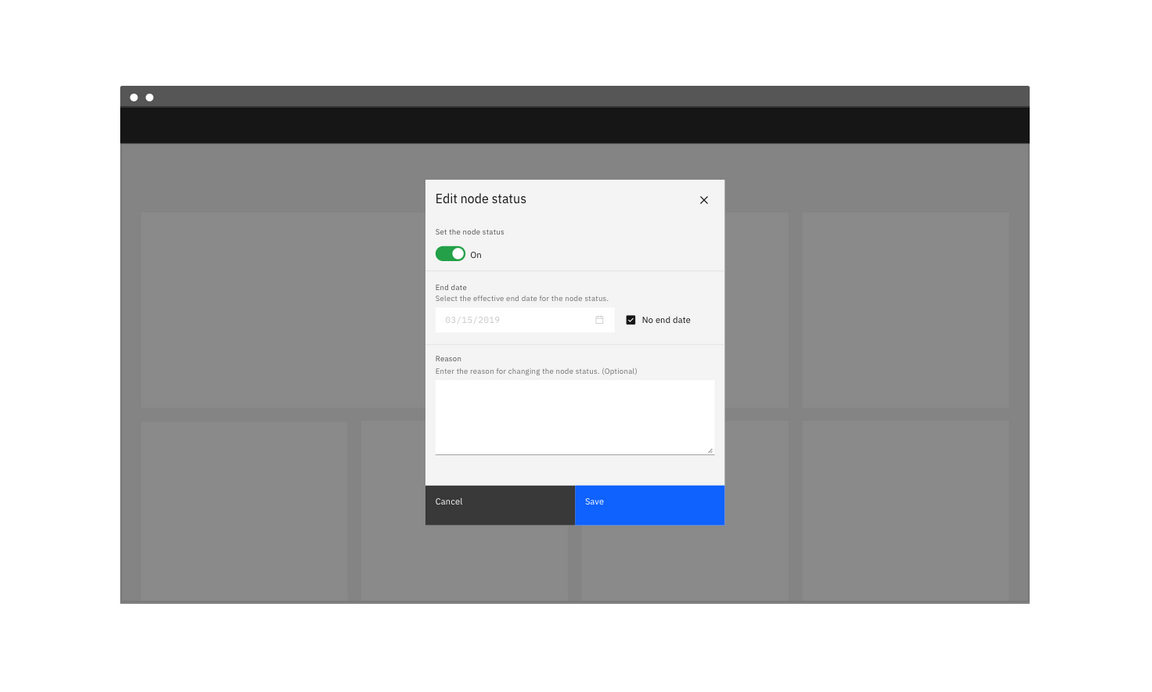 Edit node status
Set the node status
On
End date
Select the effective end date for the node status.
03/15/2019
No end date
Reason
Enter the reason for changing the node status. (Optional)
Cancel
Save